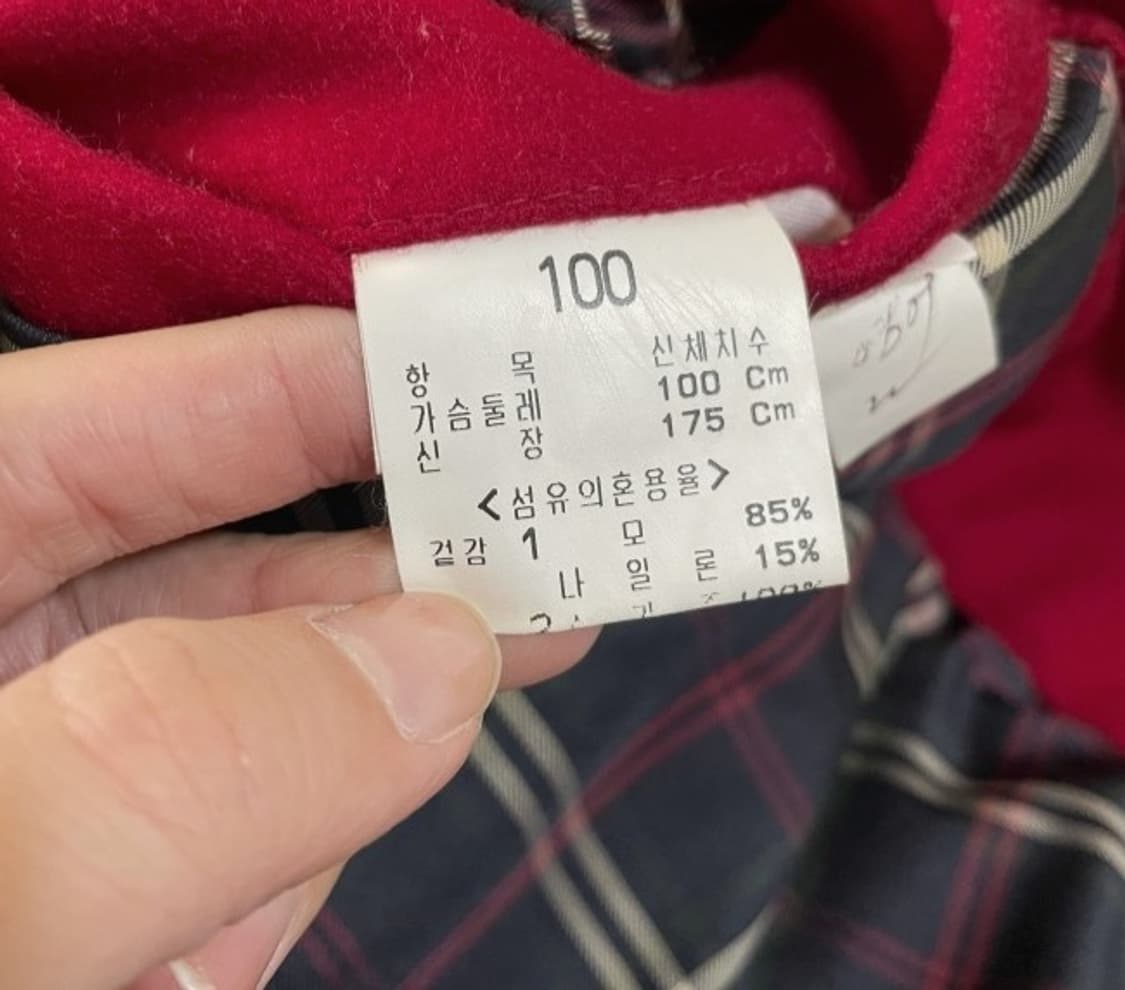 100
항 목 신체치수
가슴둘레 100 Cm
신 장 175 Cm
<섬유의혼용율>
겉감 1 모 85%
나 일 론 15%